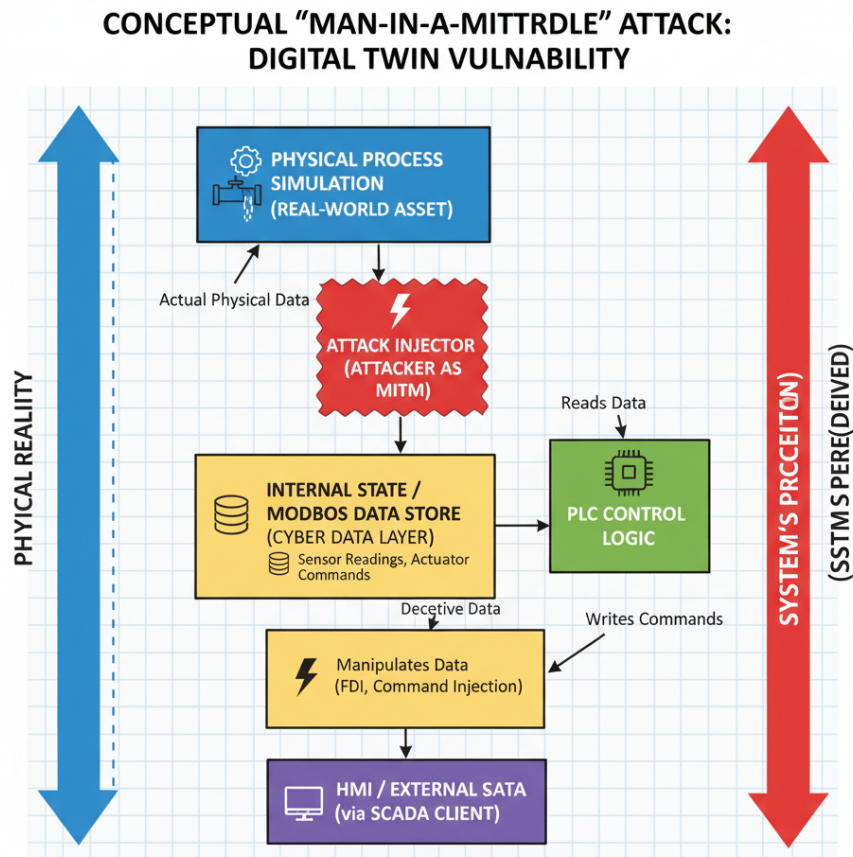 CONCEPTUAL “MAN-IN-A-MITTRDLE” ATTACK:
DIGITAL TWIN VULNABILITY
PHYSICAL PROCESS
SIMULATION
(REAL-WORLD ASSET)
Actual Physical Data
ATTACK INJECTOR
(ATTACKER AS
MITM)
Reads Data
INTERNAL STATE /
MODBOS DATA STORE
(CYBER DATA LAYER)
Sensor Readings, Actuator
Commands
PLC CONTROL
LOGIC
Decetive Data
Writes Commands
Manipulates Data
(FDI, Command Injection)
HMI / EXTERNAL SATA
(via SCADA CLIENT)
PHYICAL REALIITY
SYSTEM'S PRCCEITON)
(SSTM S PERE(DEIVED)